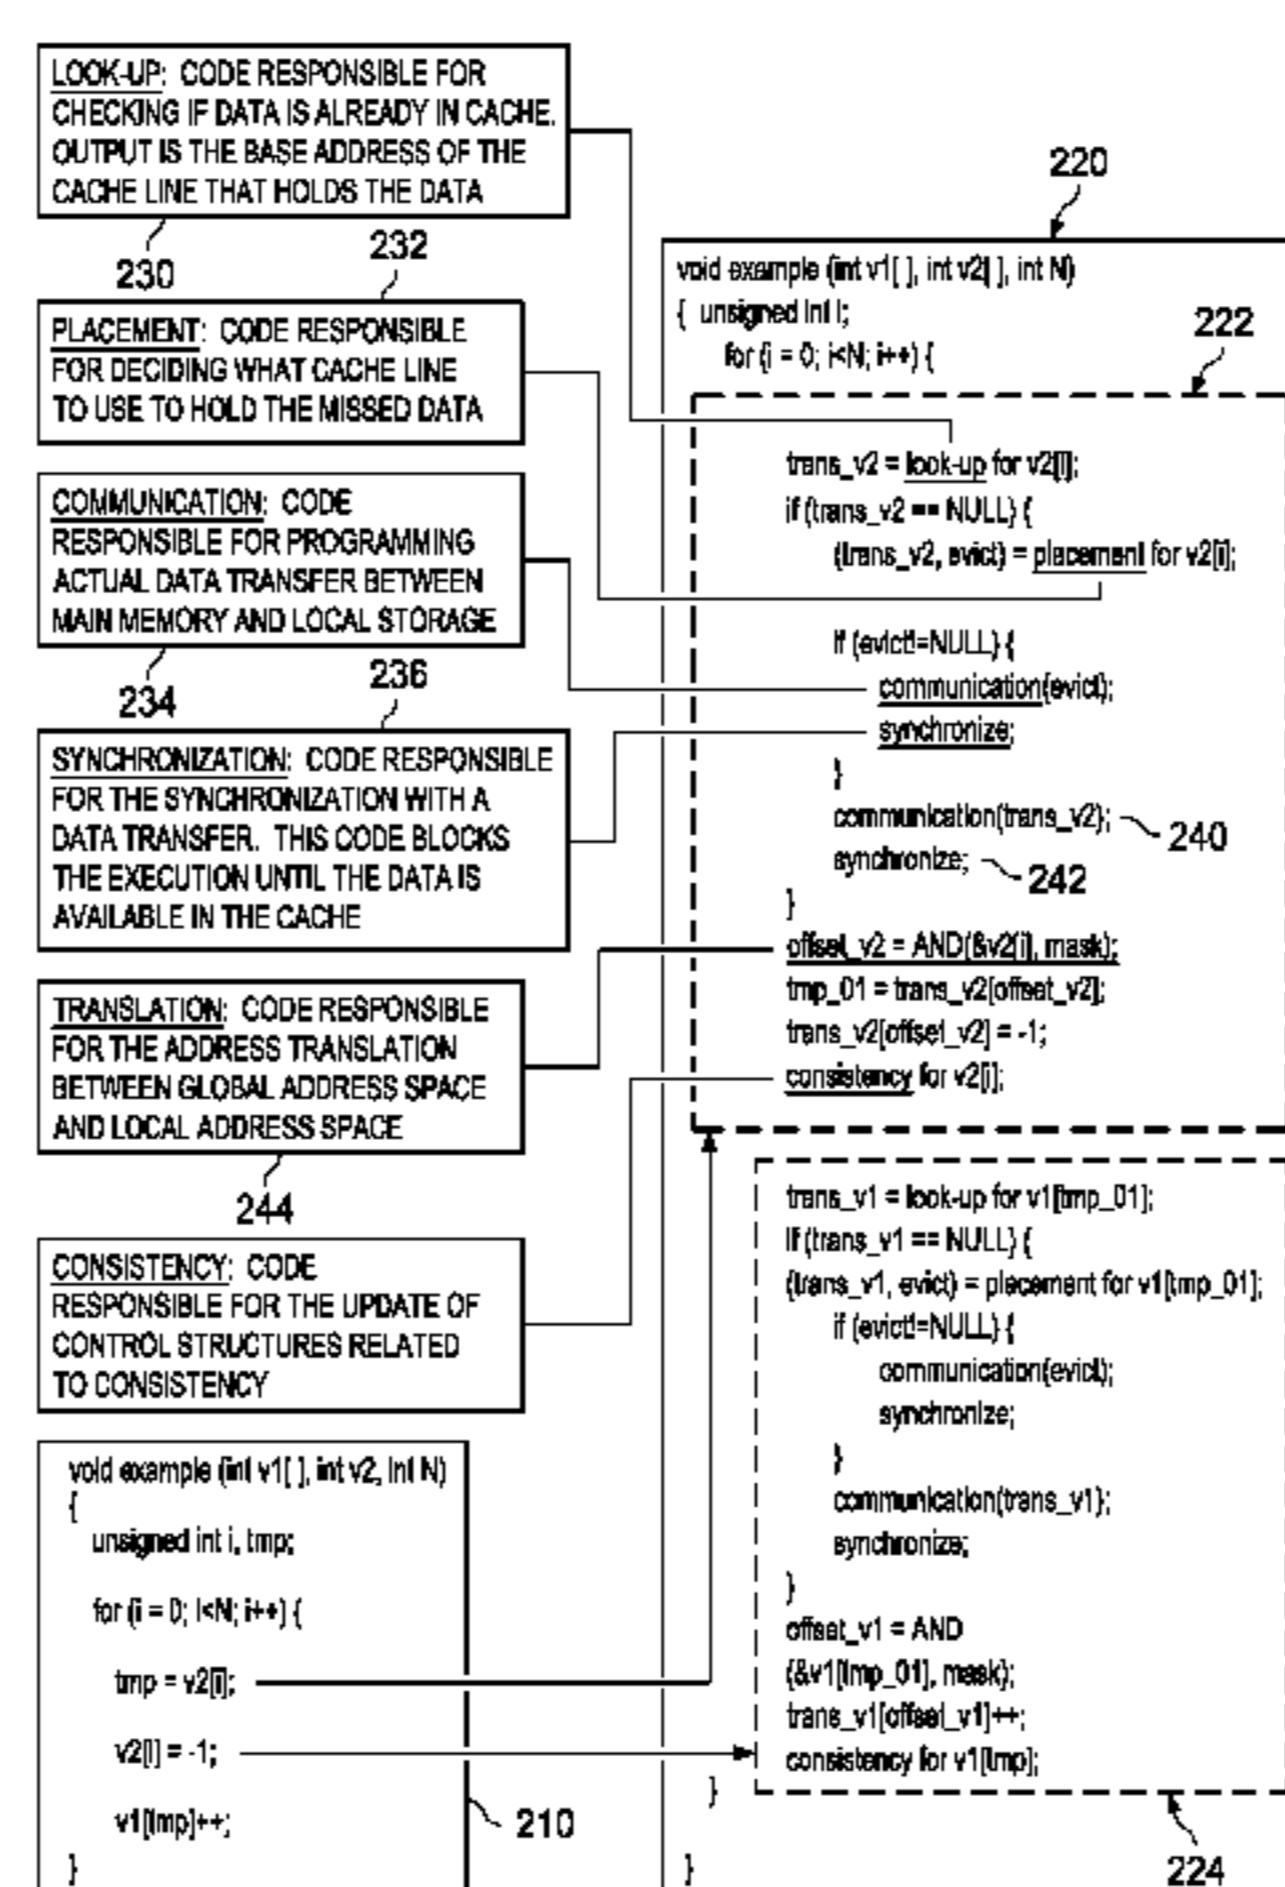 LOOK-UP: CODE RESPONSIBLE FOR
CHECKING IF DATA IS ALREADY IN CACHE.
OUTPUT IS THE BASE ADDRESS OF THE
CACHE LINE THAT HOLDS THE DATA
230
232
PLACEMENT: CODE RESPONSIBLE
FOR DECIDING WHAT CACHE LINE
TO USE TO HOLD THE MISSED DATA
COMMUNICATION: CODE
RESPONSIBLE FOR PROGRAMMING
ACTUAL DATA TRANSFER BETWEEN
MAIN MEMORY AND LOCAL STORAGE
234
236
SYNCHRONIZATION: CODE RESPONSIBLE
FOR THE SYNCHRONIZATION WITH A
DATA TRANSFER. THIS CODE BLOCKS
THE EXECUTION UNTIL THE DATA IS
AVAILABLE IN THE CACHE
TRANSLATION: CODE RESPONSIBLE
FOR THE ADDRESS TRANSLATION
BETWEEN GLOBAL ADDRESS SPACE
AND LOCAL ADDRESS SPACE
244
CONSISTENCY: CODE
RESPONSIBLE FOR THE UPDATE OF
CONTROL STRUCTURES RELATED
TO CONSISTENCY
void example (int v1[ ], int v2, int N)
{
unsigned int i, tmp;
for (i = 0; i<N; i++) {
tmp = v2[i];
v2[i] = -1;
v1[tmp]++;
}
210
220
void example (int v1[ ], int v2[ ], int N)
{ unsigned int i;
for (i = 0; i<N; i++) {
222
trans_v2 = look-up for v2[i];
if (trans_v2 == NULL) {
(trans_v2, evict) = placement for v2[i];
if (evict!=NULL) {
communication(evict);
synchronize;
}
communication(trans_v2);
240
synchronize;
242
}
offset_v2 = AND(&v2[i], mask);
tmp_01 = trans_v2[offset_v2];
trans_v2[offset_v2] = -1;
consistency for v2[i];
trans_v1 = look-up for v1[tmp_01];
if (trans_v1 == NULL) {
(trans_v1, evict) = placement for v1[tmp_01];
if (evict!=NULL) {
communication(evict);
synchronize;
}
communication(trans_v1);
synchronize;
}
offset_v1 = AND
(&v1[tmp_01], mask);
trans_v1[offset_v1]++;
consistency for v1[tmp];
}
}
224